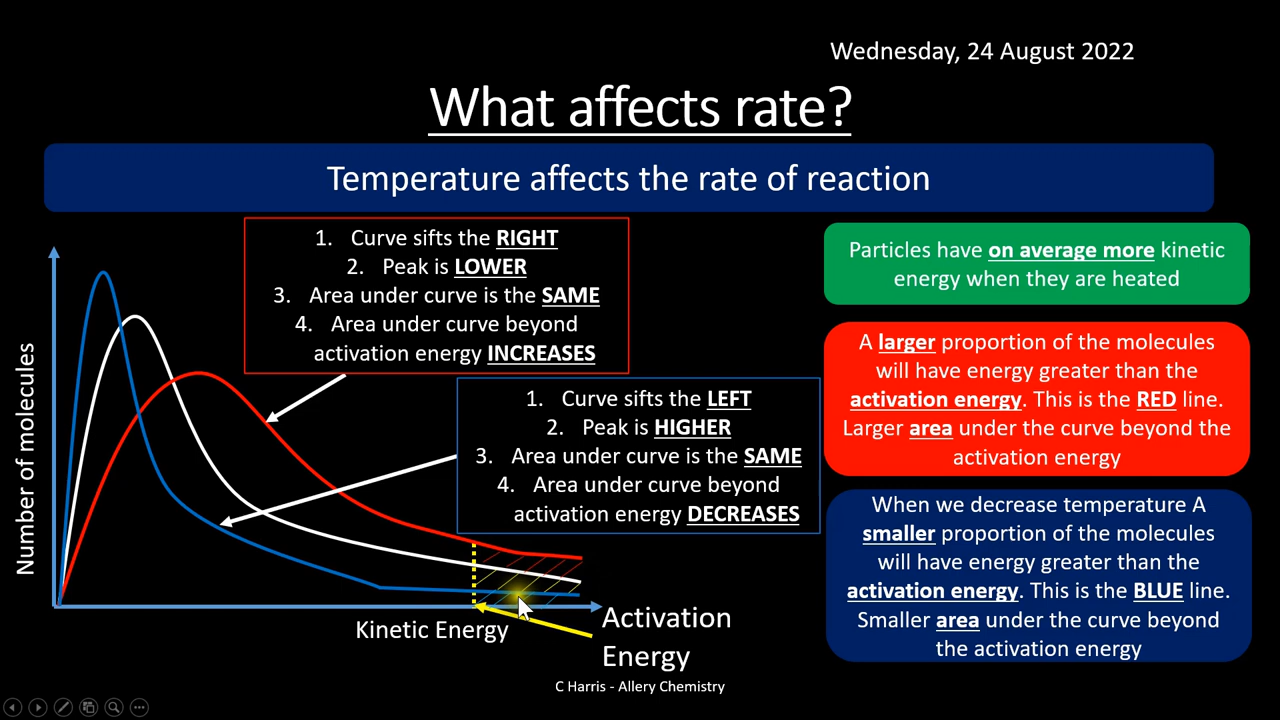 Wednesday, 24 August 2022
What affects rate?
Temperature affects the rate of reaction
1. Curve sifts the RIGHT
2. Peak is LOWER
3. Area under curve is the SAME
4. Area under curve beyond
activation energy INCREASES
1. Curve sifts the LEFT
2. Peak is HIGHER
3. Area under curve is the SAME
4. Area under curve beyond
activation energy DECREASES
Number of molecules
Kinetic Energy
Activation
Energy
Particles have on average more kinetic
energy when they are heated
A larger proportion of the molecules
will have energy greater than the
activation energy. This is the RED line.
Larger area under the curve beyond the
activation energy
When we decrease temperature A
smaller proportion of the molecules
will have energy greater than the
activation energy. This is the BLUE line.
Smaller area under the curve beyond
the activation energy
C Harris - Allery Chemistry